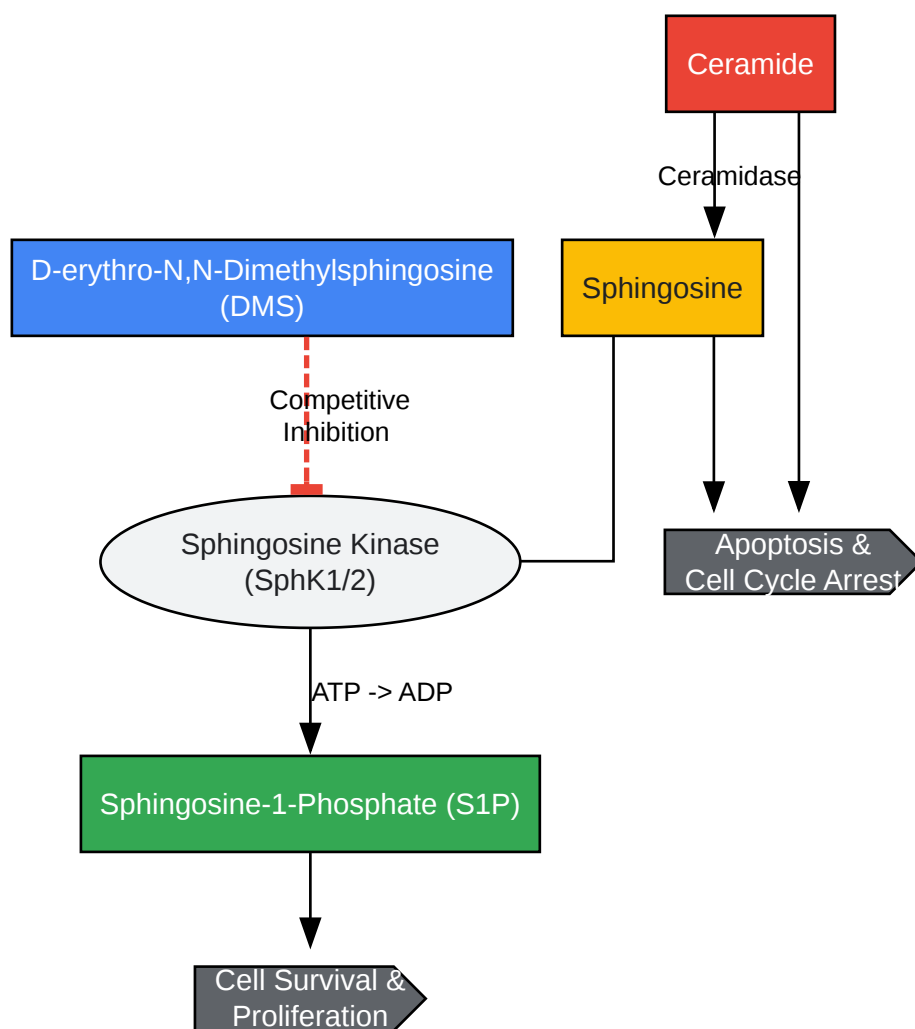 Ceramide
Ceramidase
D-erythro-N,N-Dimethylsphingosine
(DMS)
Sphingosine
Competitive
Inhibition
Sphingosine Kinase
(SphK1/2)
Apoptosis &
Cell Cycle Arrest
ATP -> ADP
Sphingosine-1-Phosphate (S1P)
Cell Survival &
Proliferation